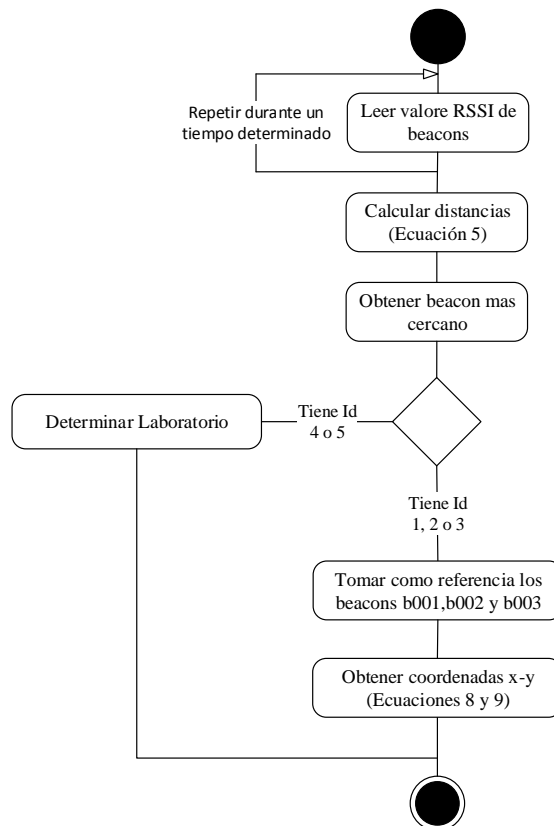 Repetir durante un
tiempo determinado
Leer valore RSSI de
beacons
Calcular distancias
(Ecuación 5)
Obtener beacon mas
cercano
Determinar Laboratorio
Tiene Id
4 o 5
Tiene Id
1, 2 o 3
Tomar como referencia los
beacons b001,b002 y b003
Obtener coordenadas x-y
(Ecuaciones 8 y 9)